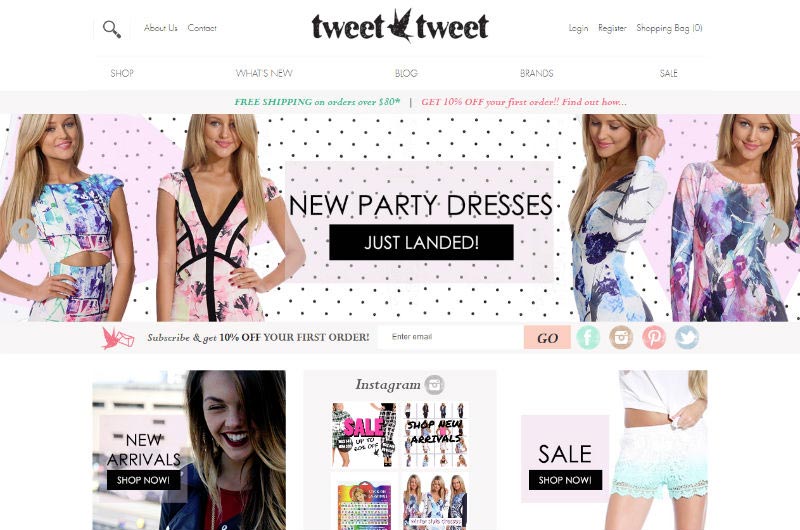 tweet tweet
About Us Contact
Login Register Shopping Bag (0)
SHOP WHAT'S NEW BLOG BRANDS SALE
FREE SHIPPING on orders over $80* | GET 10% OFF your first order!! Find out how...
NEW PARTY DRESSES
JUST LANDED!
Subscribe & get 10% OFF YOUR FIRST ORDER! Enter email GO
NEW
ARRIVALS
SHOP NOW!
Instagram
SALE
UP TO
SHOP NEW
ARRIVALS
winter style dresses
SALE
SHOP NOW!